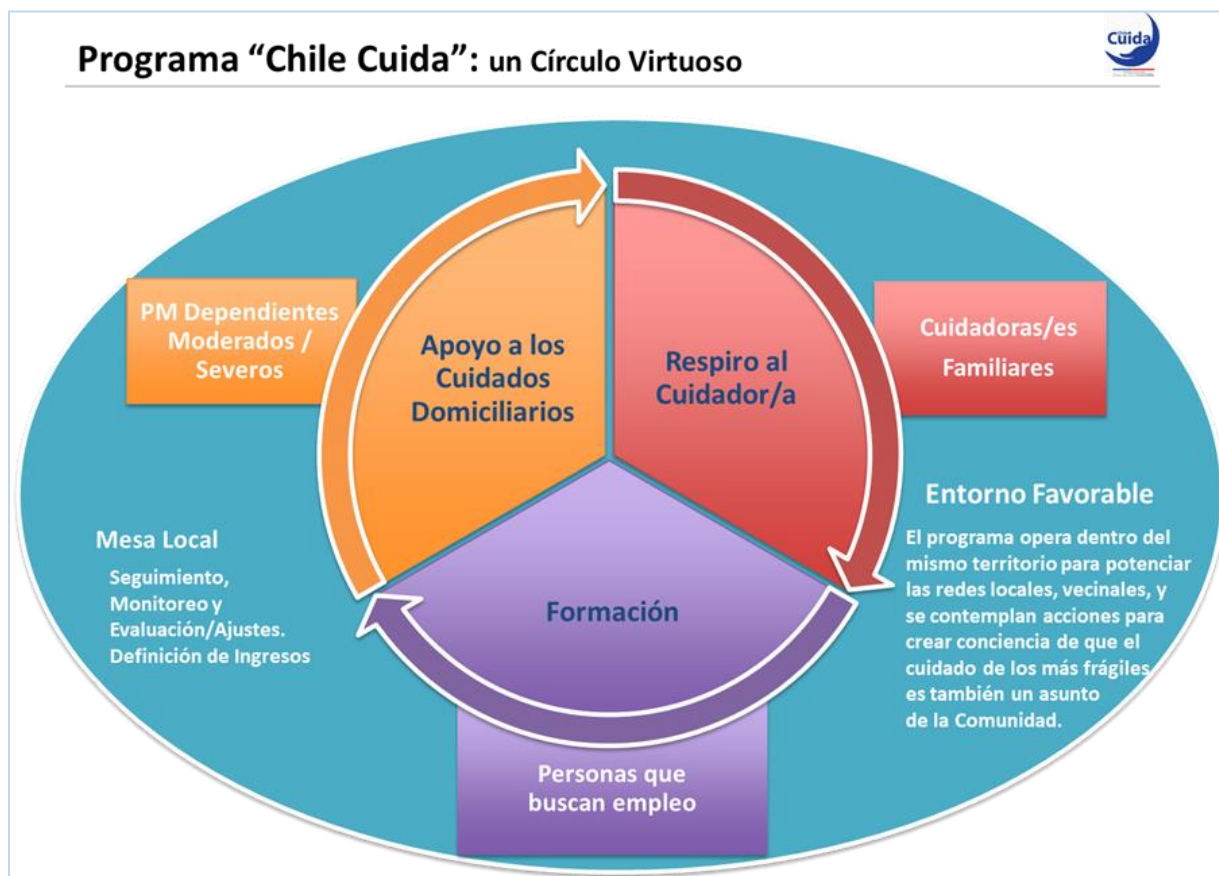 Programa “Chile Cuida”: un Círculo Virtuoso
Cuida
PM Dependientes
Moderados /
Severos
Apoyo a los
Cuidados
Domiciliarios
Respiro al
Cuidador/a
Cuidadoras/es
Familiares
Mesa Local
Seguimiento,
Monitoreo y
Evaluación/Ajustes.
Definición de Ingresos
Formación
Entorno Favorable
El programa opera dentro del
mismo territorio para potenciar
las redes locales, vecinales, y
se contemplan acciones para
crear conciencia de que el
cuidado de los más frágiles
es también un asunto
de la Comunidad.
Personas que
buscan empleo